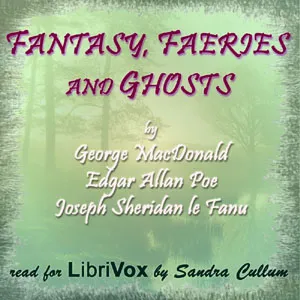 FANTASY, FAERIES
AND GHOSTS
by
George MacDonald
Edgar Allan Poe
Joseph Sheridan le Fanu
read for LibriVox by Sandra Cullum